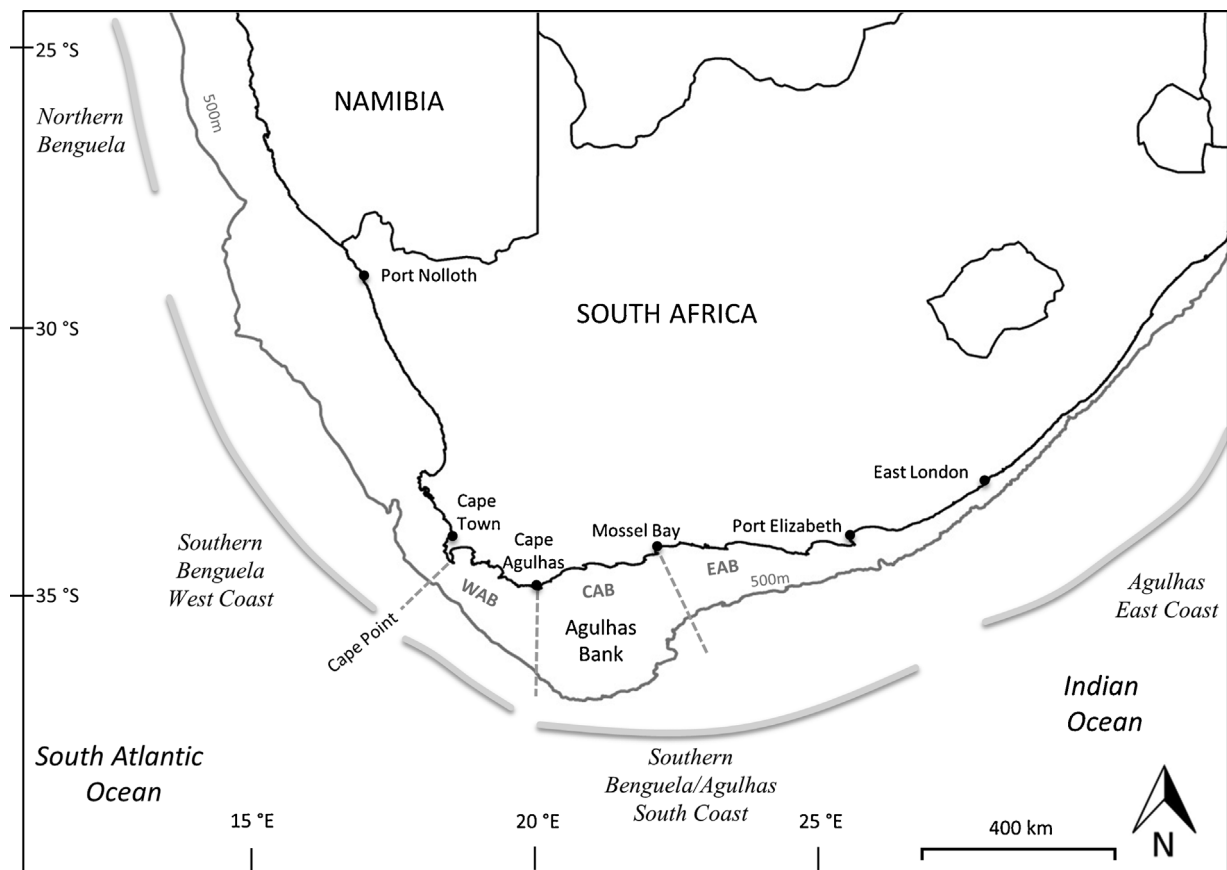 25 °S
500m
NAMIBIA
Northern
Benguela
Port Nolloth
SOUTH AFRICA
30 °S
East London
Cape
Town
Cape
Agulhas
Mossel Bay
Port Elizabeth
Southern
Benguela
West Coast
35 °S
WAB
CAB
EAB
500m
Agulhas
East Coast
Cape Point
Agulhas
Bank
Indian
Ocean
South Atlantic
Ocean
Southern
Benguela/Agulhas
South Coast
15 °E
20 °E
25 °E
400 km
N